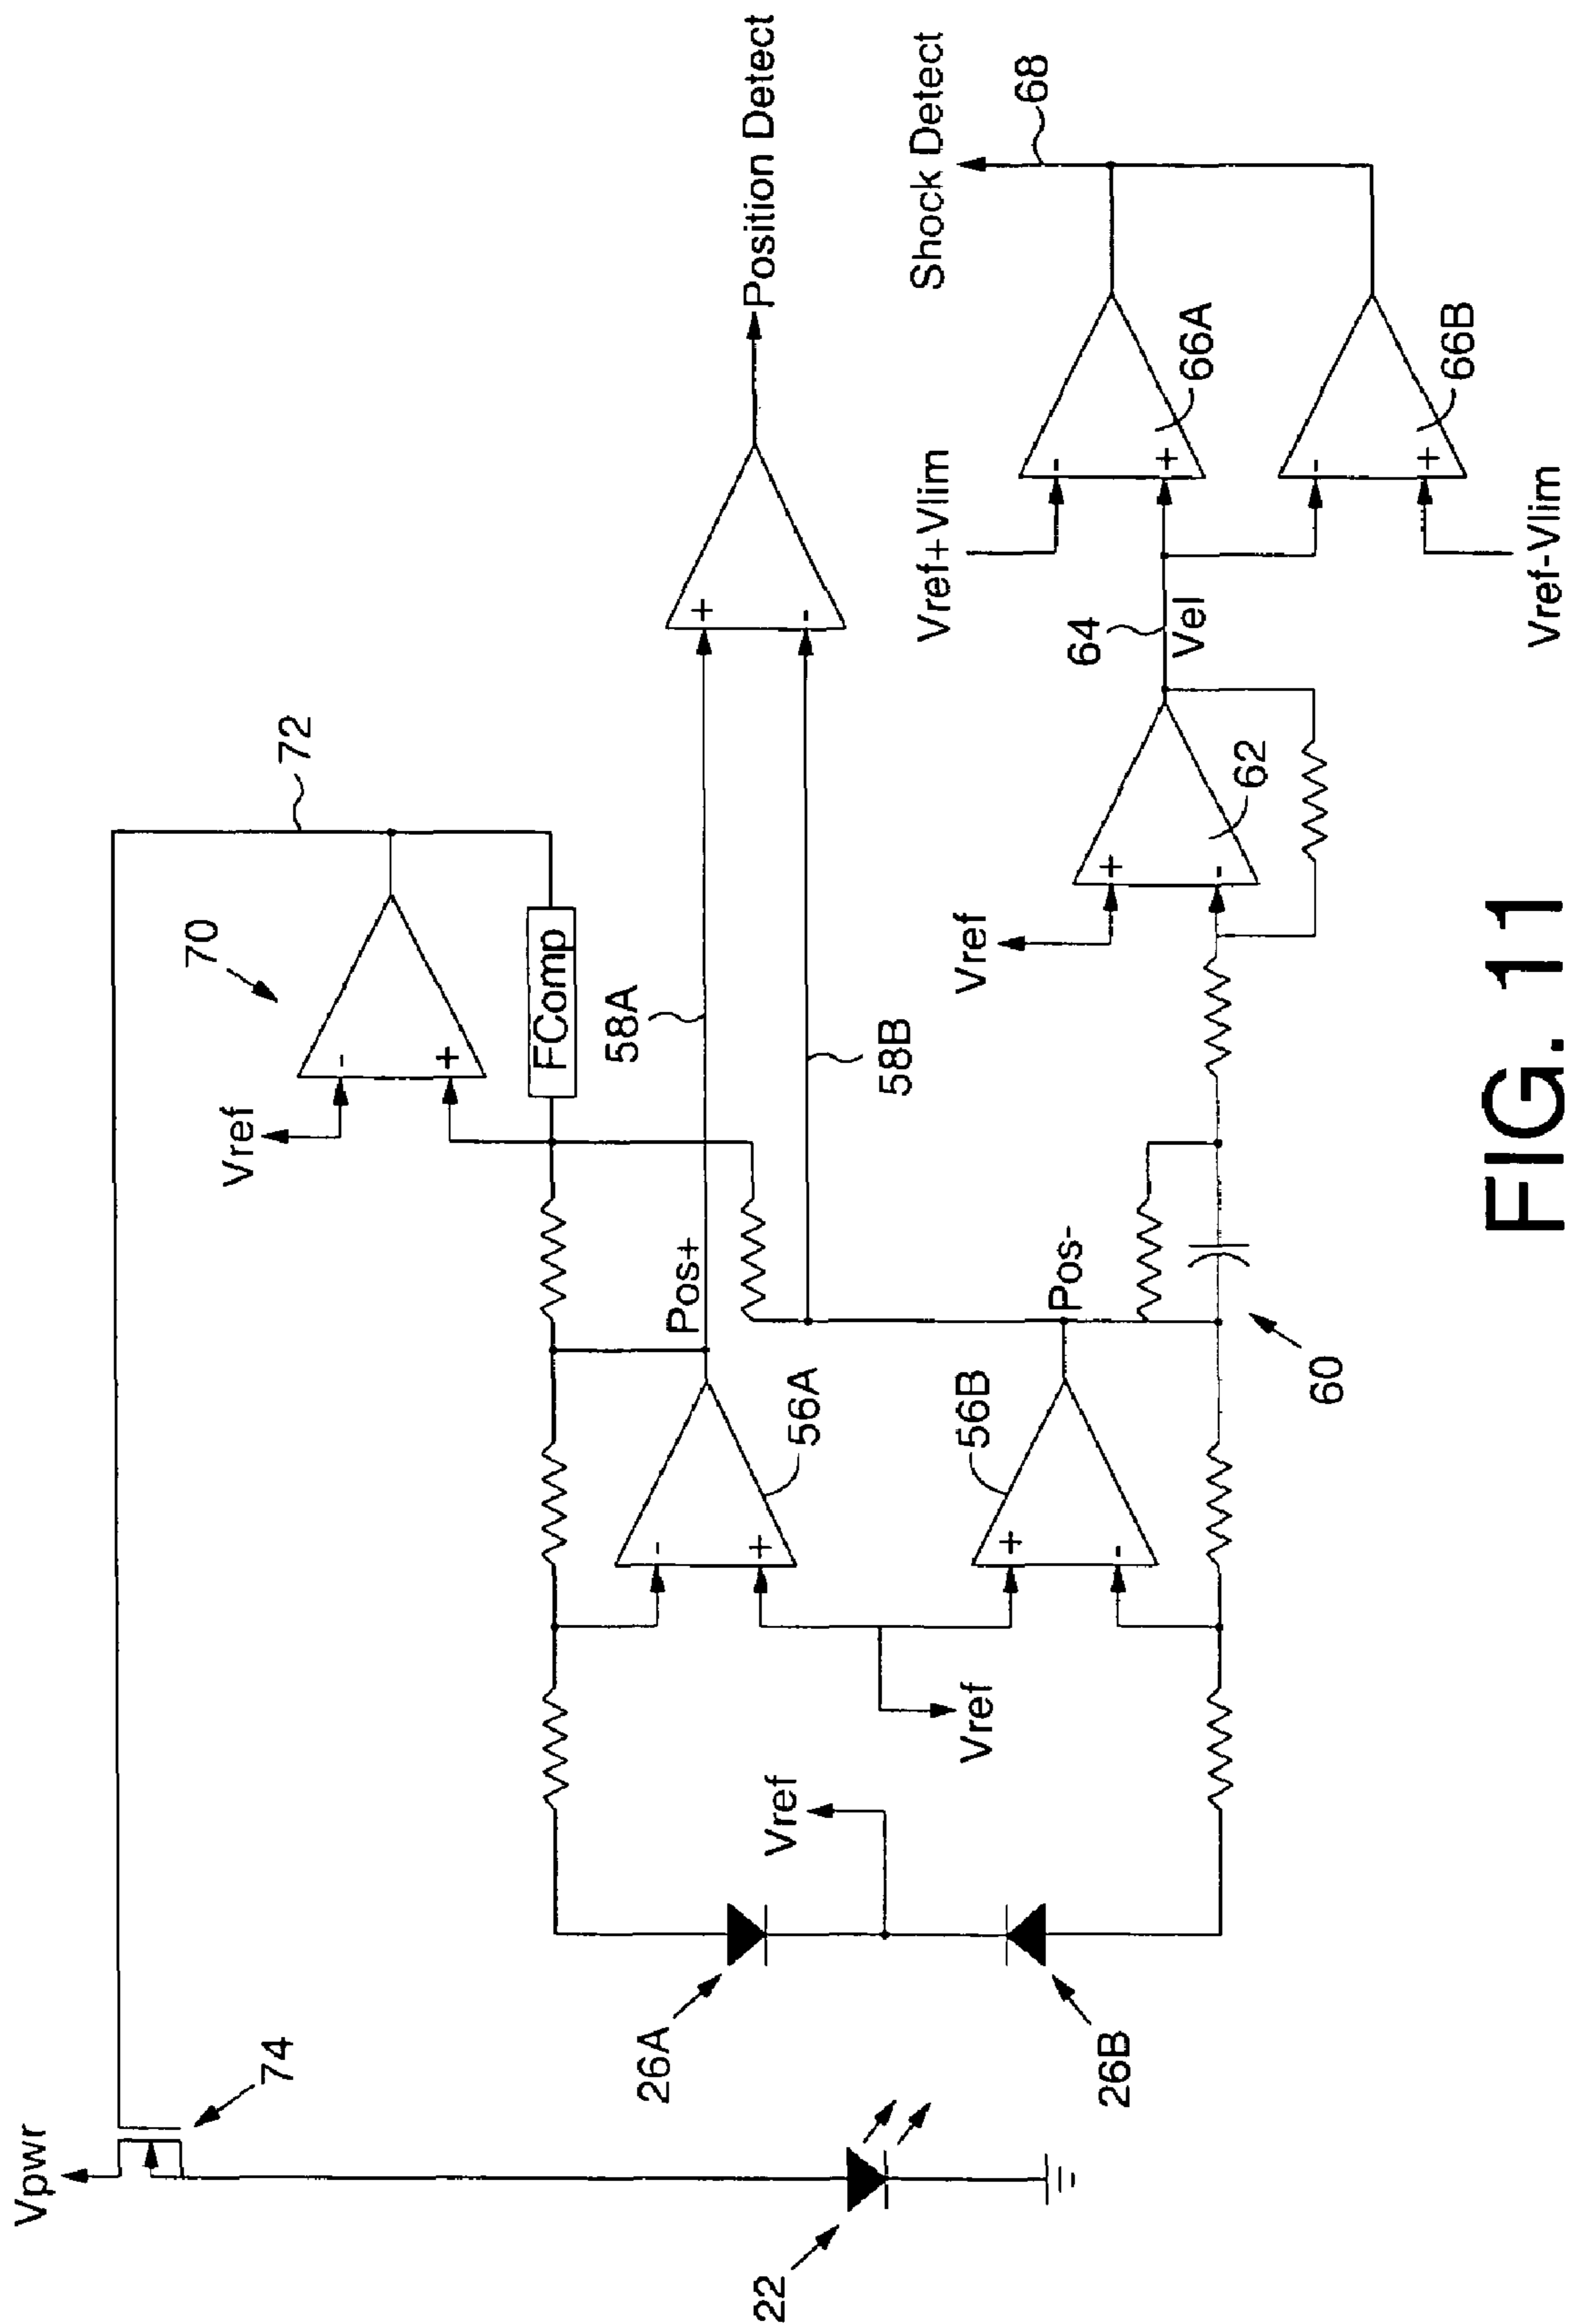 Vpwr
74
22
26A
26B
Vref
Vref
56A
56B
Pos+
Pos-
60
Vref
70
72
FComp
58A
58B
+
-
Position Detect
Vref
62
64
Vel
Vref+Vlim
Vref-Vlim
66A
66B
Shock Detect
68
-
+
-
+
+
-
+
-
-
+
-
+
FIG. 11